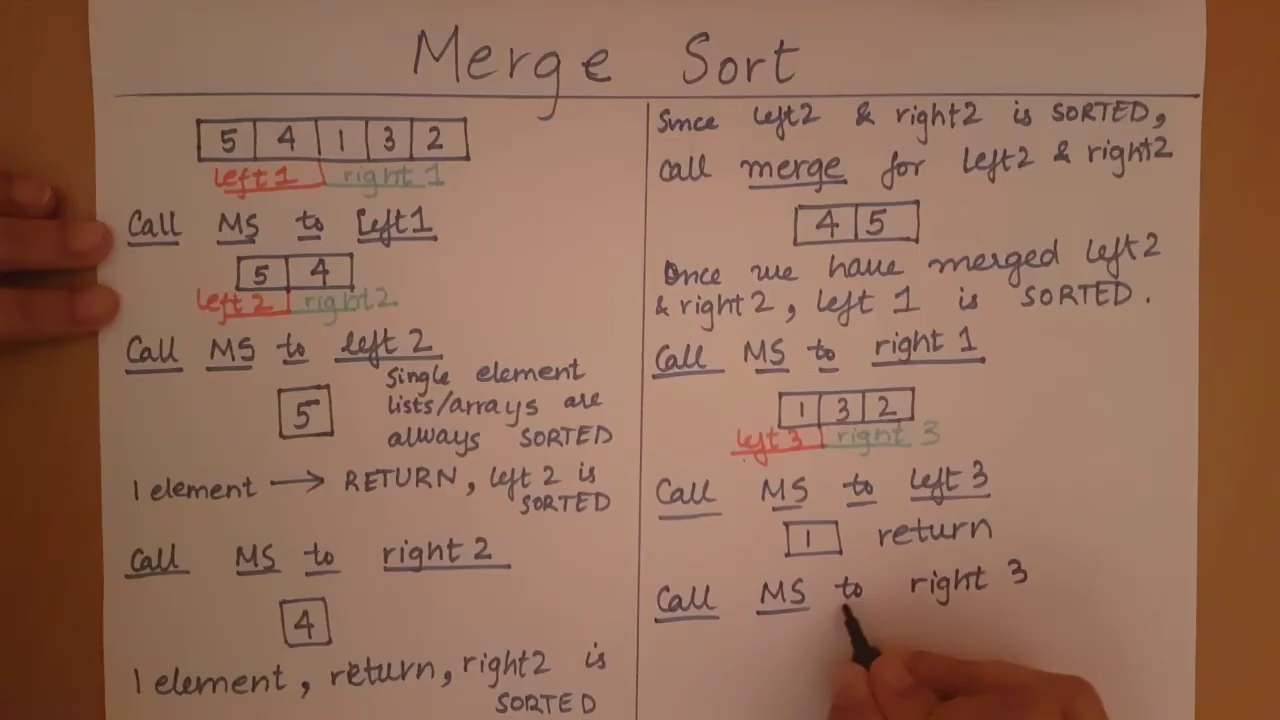 Merge Sort
5 4 1 3 2
left 1 right 1
Call MS to left1
5 4
left 2 right 2
Call MS to left 2
5
Single element
lists/arrays are
always SORTED
1 element → RETURN, left 2 is
SORTED
Call MS to right 2
4
1 element, return, right2 is
SORTED
Since left2 & right2 is SORTED,
call merge for left2 & right2
4 5
Once we have merged left 2
& right 2, left 1 is SORTED.
Call MS to right 1
1 3 2
left 3 right 3
Call MS to left 3
1 return
Call MS to right 3